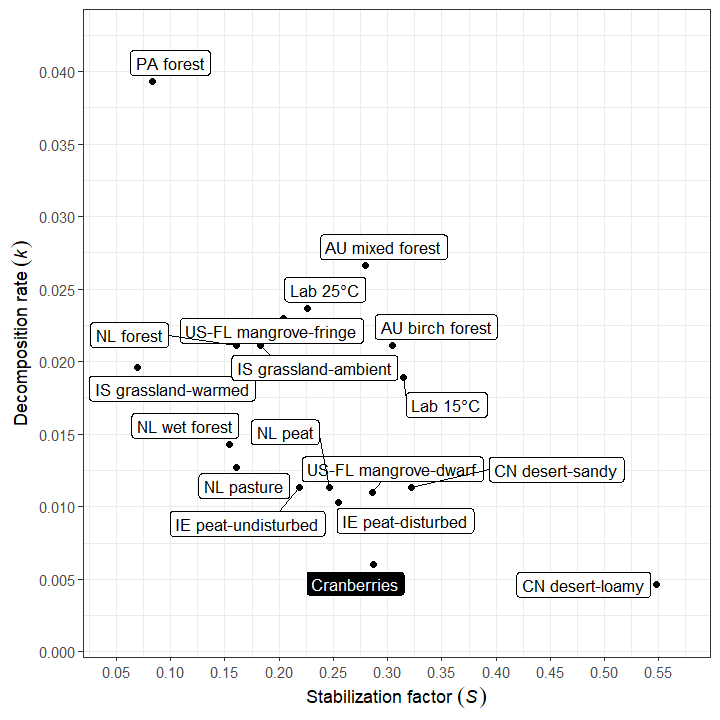 PA forest
0.040
0.035
0.030
AU mixed forest
Lab 25°C
0.025
US-FL mangrove-fringe
AU birch forest
NL forest
0.020
IS grassland-ambient
IS grassland-warmed
Lab 15°C
NL wet forest
NL peat
0.015
US-FL mangrove-dwarf
CN desert-sandy
NL pasture
0.010
IE peat-undisturbed
IE peat-disturbed
0.005
Cranberries
CN desert-loamy
0.000
Decomposition rate (k)
0.05 0.10 0.15 0.20 0.25 0.30 0.35 0.40 0.45 0.50 0.55
Stabilization factor (S)